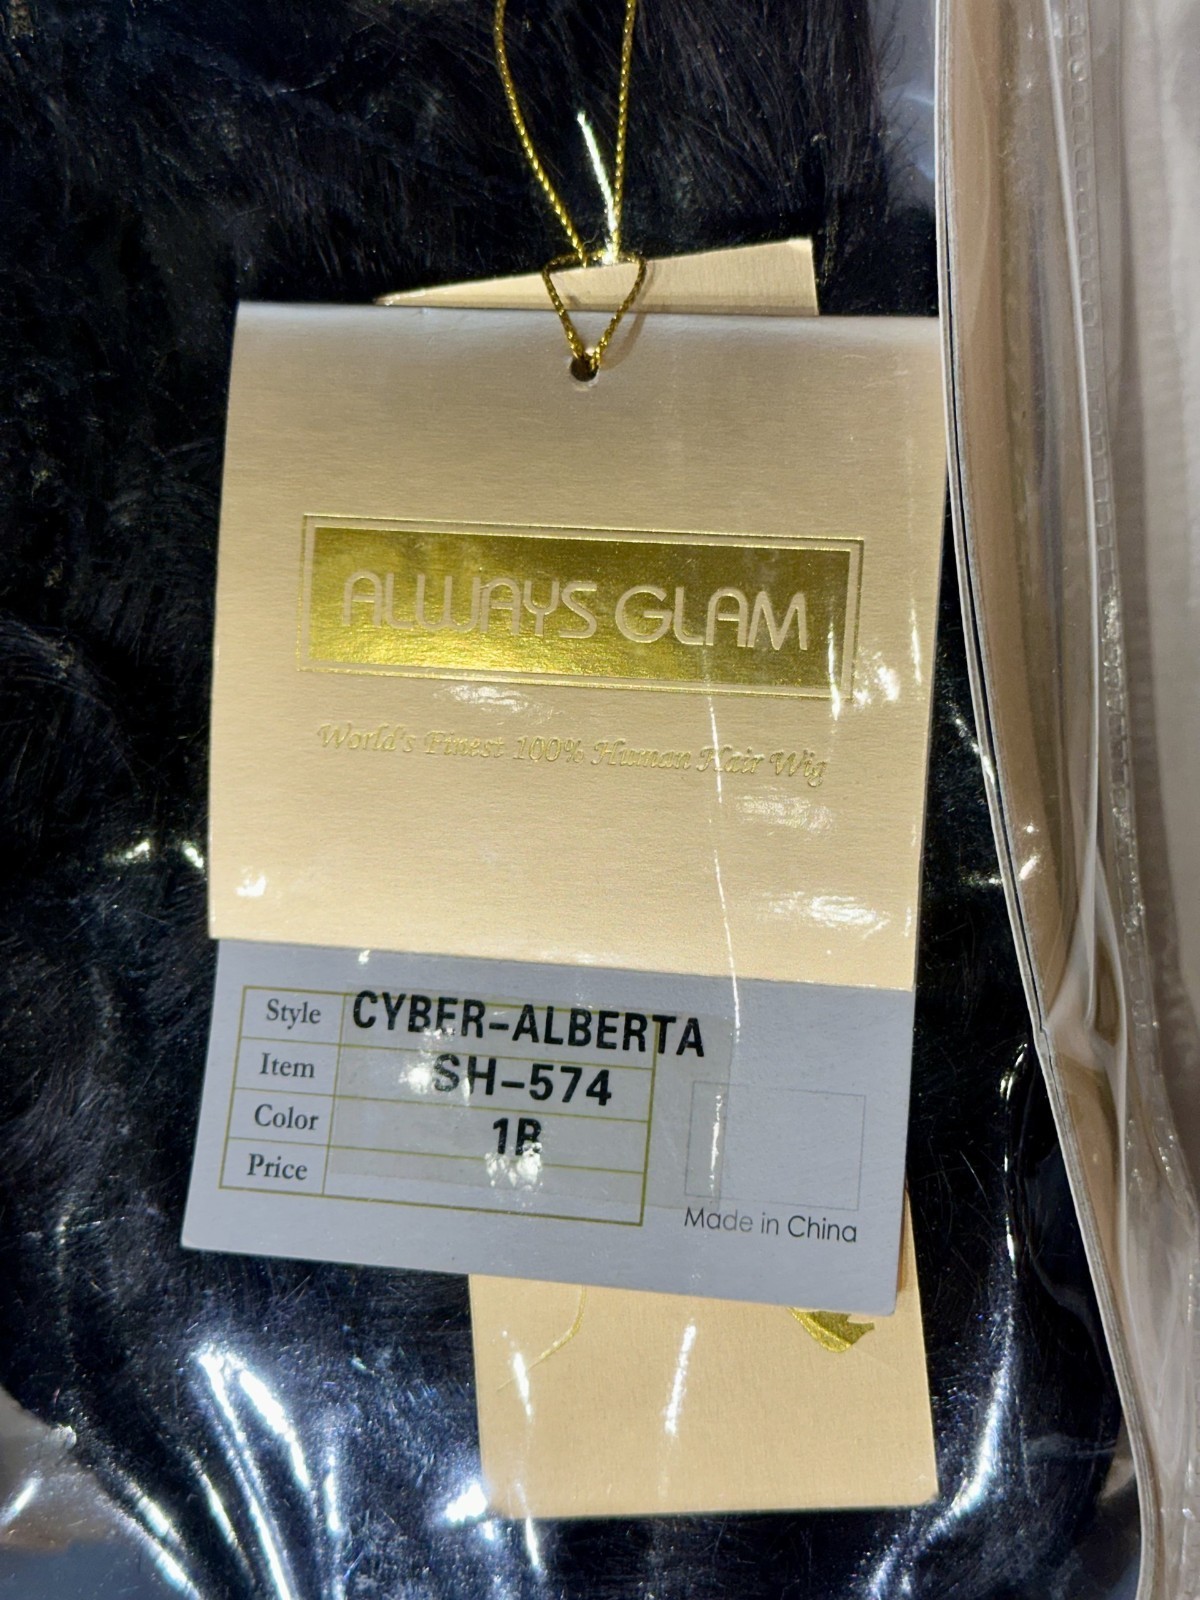 ALWAYS GLAM
World's Finest 100% Human Hair Wig
Style CYBER-ALBERTA
Item SH-574
Color 1B
Price
Made in China